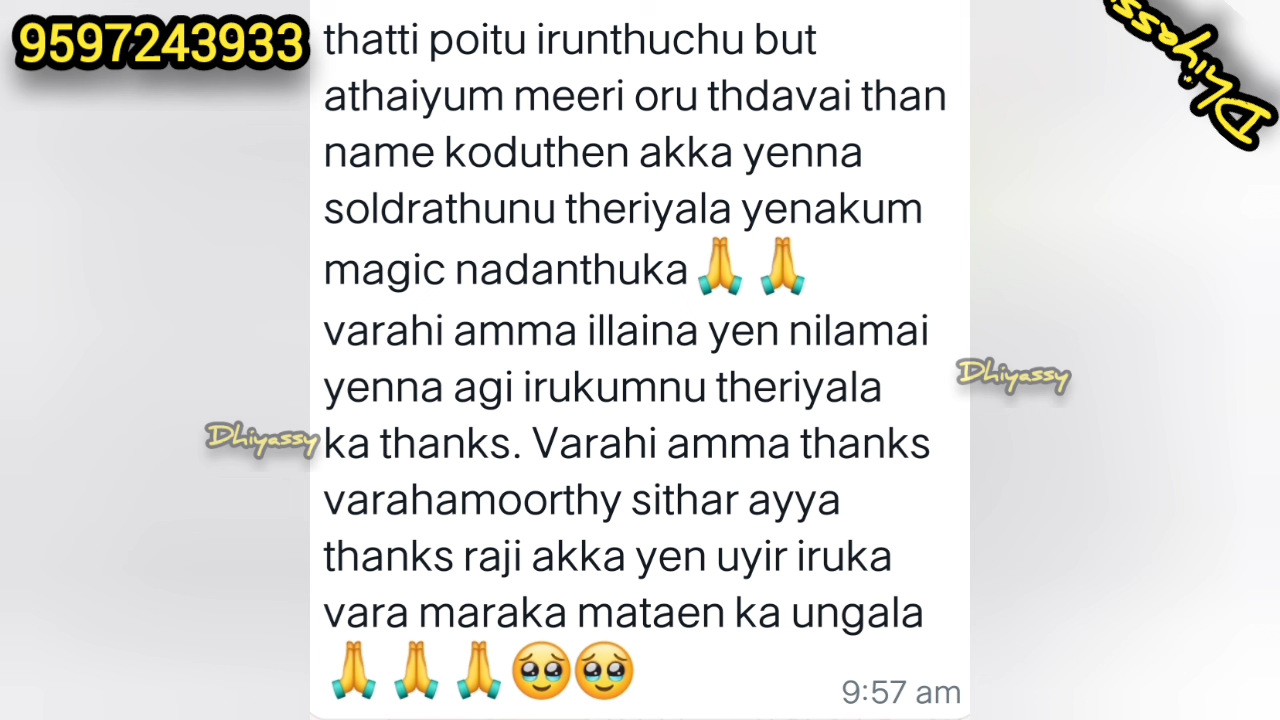 9597243933
thatti poitu irunthuchu but
athaiyum meeri oru thdavai than
name koduthen akka yenna
soldrathunu theriyala yenakum
magic nadanthuka🙏 🙏
varahi amma illaina yen nilamai
yenna agi irukumnu theriyala
ka thanks. Varahi amma thanks
varahamoorthy sithar ayya
thanks raji akka yen uyir iruka
vara maraka mataen ka ungala
🙏 🙏 🙏 🥹 🥹
9:57 am
Dhiyassy
Dhiyassy
Dhiyass